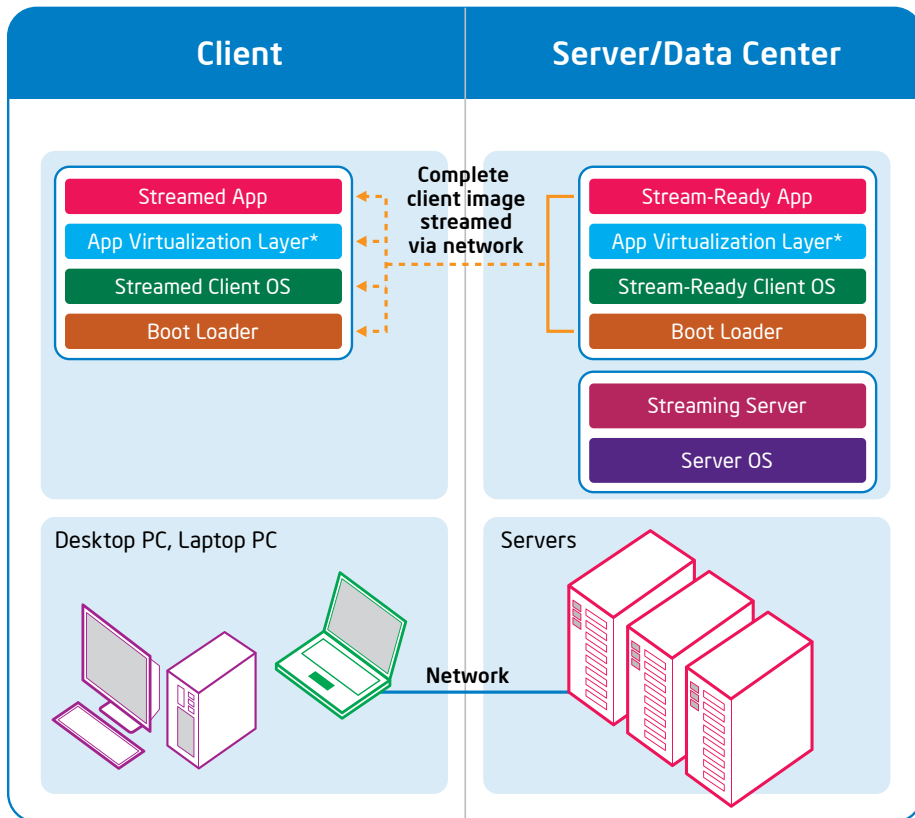 Client
Server/Data Center
Streamed App
App Virtualization Layer*
Streamed Client OS
Boot Loader
Complete
client image
streamed
via network
Stream-Ready App
App Virtualization Layer*
Stream-Ready Client OS
Boot Loader
Streaming Server
Server OS
Desktop PC, Laptop PC
Network
Servers